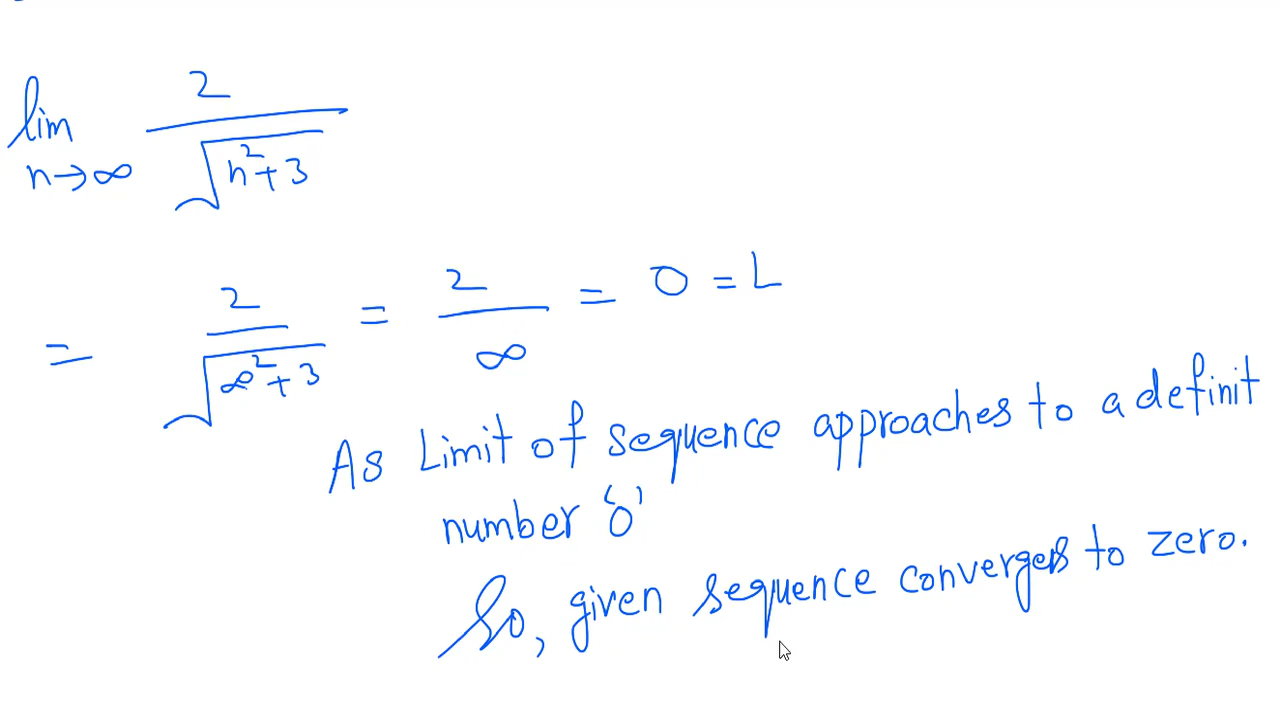 lim n→∞ 2/√(n²+3)
= 2/√(∞²+3) = 2/∞ = 0 = L
As Limit of sequence approaches to a definit
number '0'
So, given sequence converges to zero.